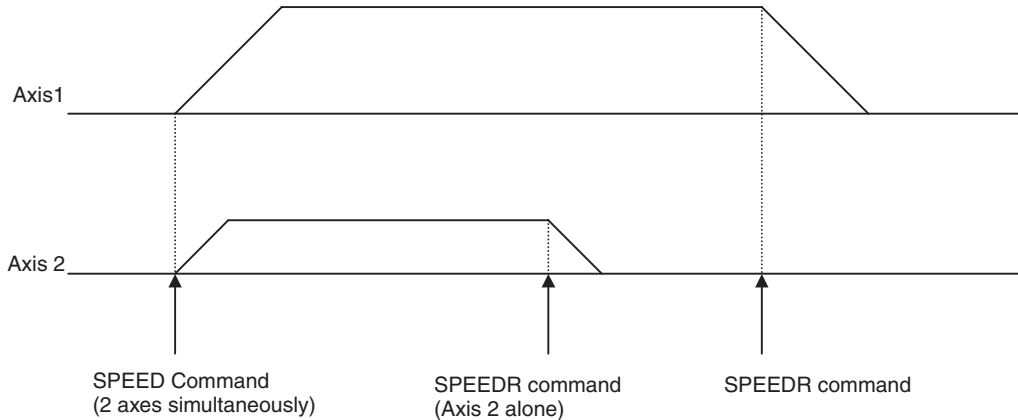 Axis1
Axis 2
SPEED Command
(2 axes simultaneously)
SPEEDR command
(Axis 2 alone)
SPEEDR command